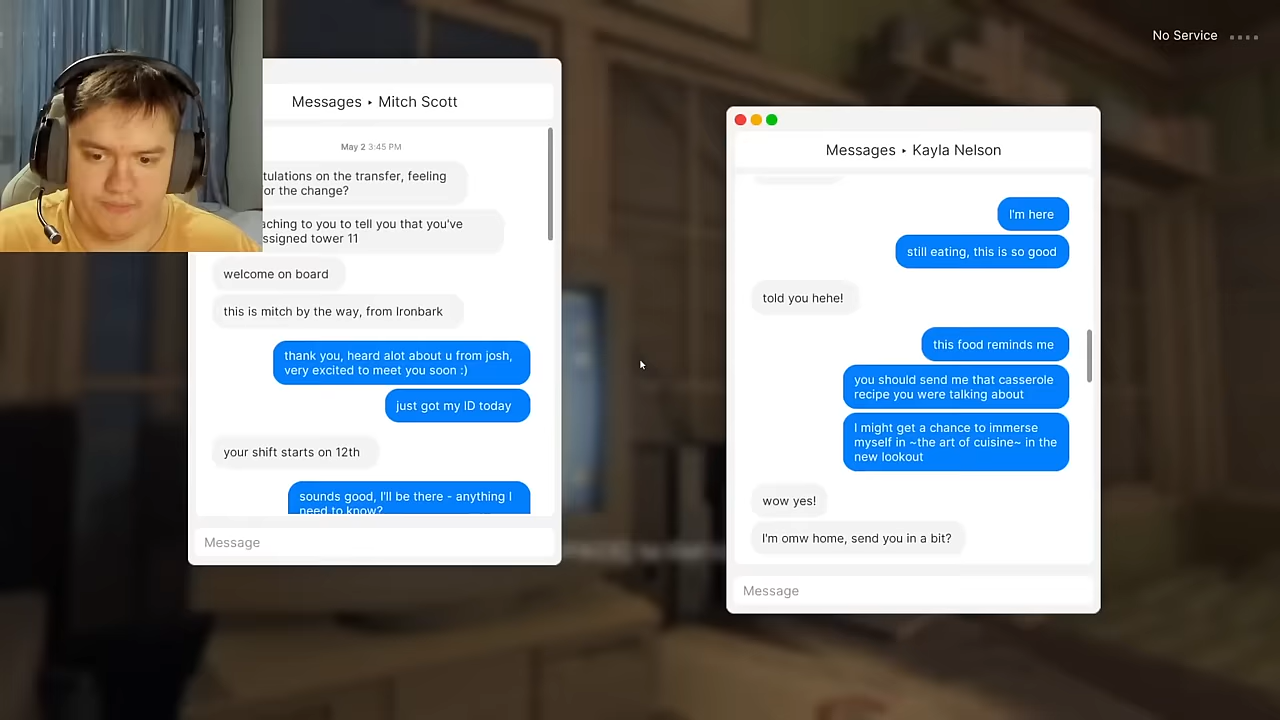 No Service
Messages ‣ Mitch Scott
May 2 3:45 PM
tulations on the transfer, feeling
or the change?
aching to you to tell you that you've
ssigned tower 11
welcome on board
this is mitch by the way, from Ironbark
thank you, heard alot about u from josh,
very excited to meet you soon :)
just got my ID today
your shift starts on 12th
sounds good, I'll be there - anything I
need to know?
Message
Messages ‣ Kayla Nelson
I'm here
still eating, this is so good
told you hehe!
this food reminds me
you should send me that casserole
recipe you were talking about
I might get a chance to immerse
myself in ~the art of cuisine~ in the
new lookout
wow yes!
I'm omw home, send you in a bit?
Message